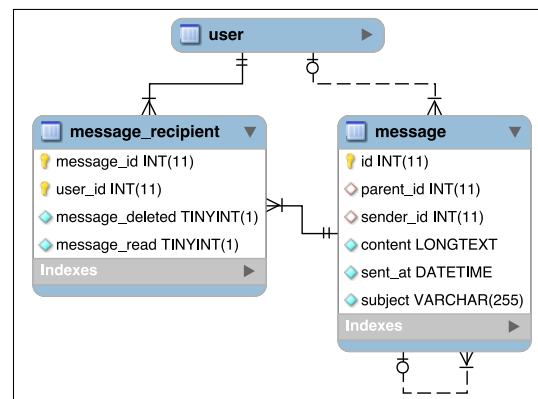 user
message_recipient
message_id INT(11)
user_id INT(11)
message_deleted TINYINT(1)
message_read TINYINT(1)
Indexes
message
id INT(11)
parent_id INT(11)
sender_id INT(11)
content LONGTEXT
sent_at DATETIME
subject VARCHAR(255)
Indexes